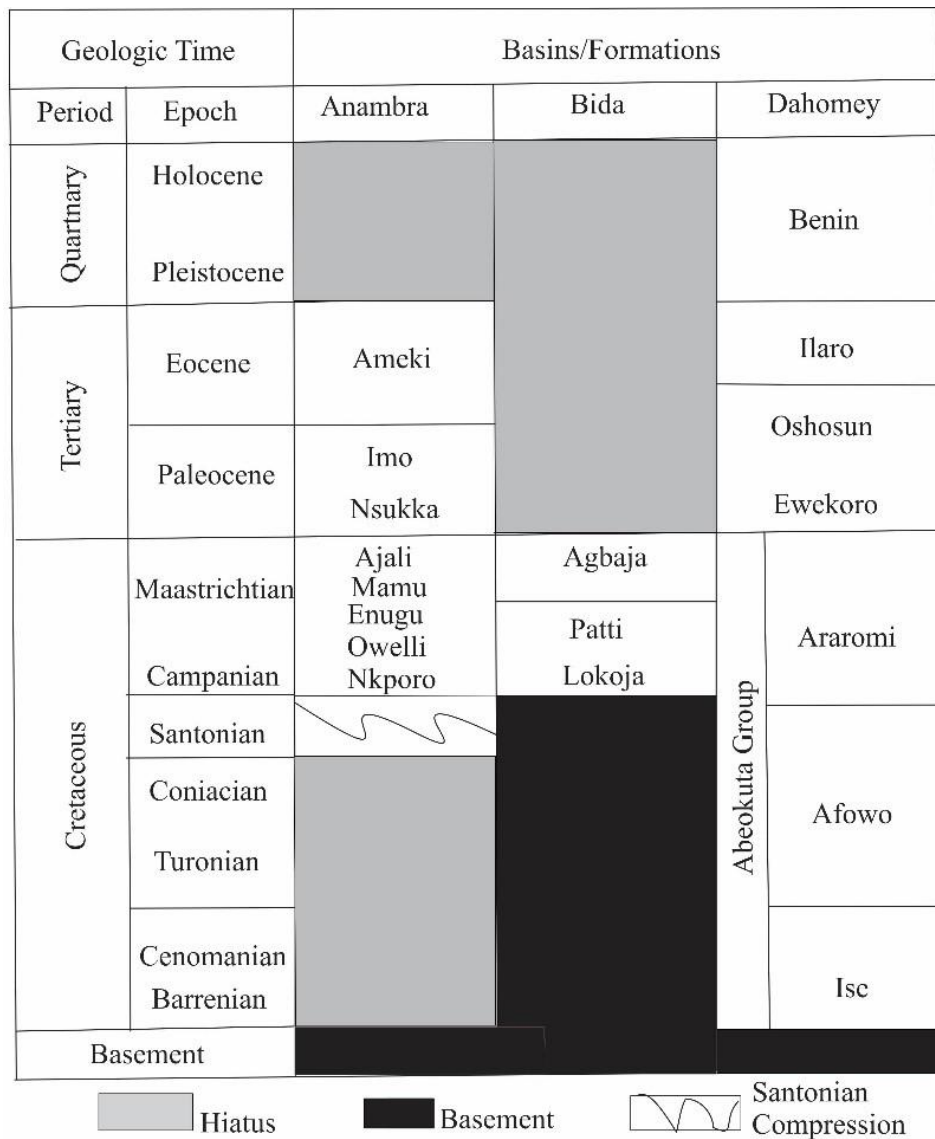 Geologic Time
Basins/Formations
Period
Epoch
Anambra
Bida
Dahomey
Quartnary
Holocene
Pleistocene
Benin
Tertiary
Eocene
Ameki
Ilaro
Paleocene
Imo
Nsukka
Oshosun
Ewekoro
Cretaceous
Maastrichtian
Campanian
Ajali
Mamu
Enugu
Owelli
Nkporo
Agbaja
Patti
Lokoja
Abeokuta Group
Araromi
Santonian
Coniacian
Turonian
Afowo
Cenomanian
Barrenian
Ise
Basement
Hiatus
Basement
Santonian
Compression